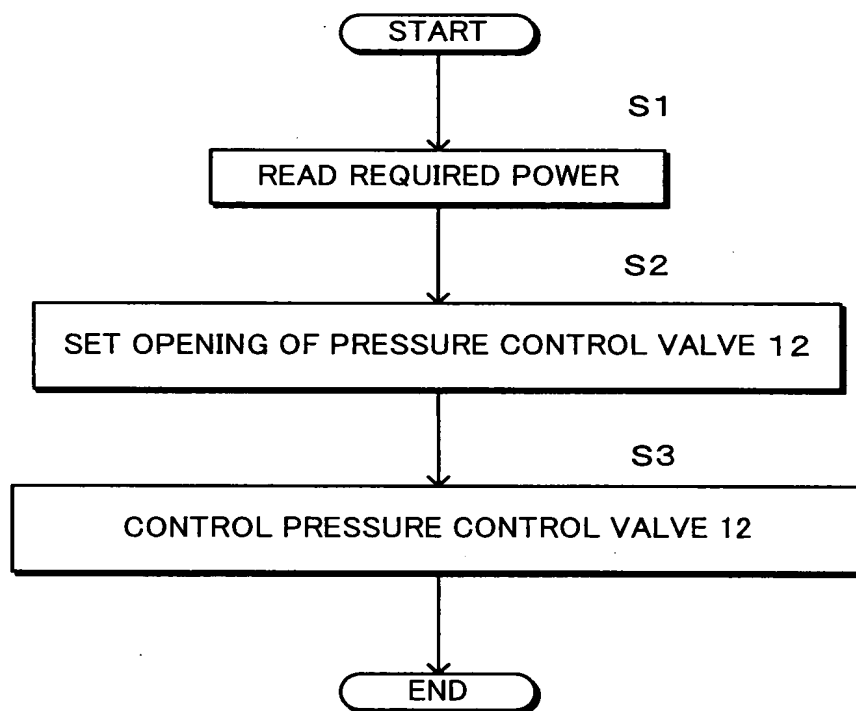 START
S1
READ REQUIRED POWER
S2
SET OPENING OF PRESSURE CONTROL VALVE 12
S3
CONTROL PRESSURE CONTROL VALVE 12
END